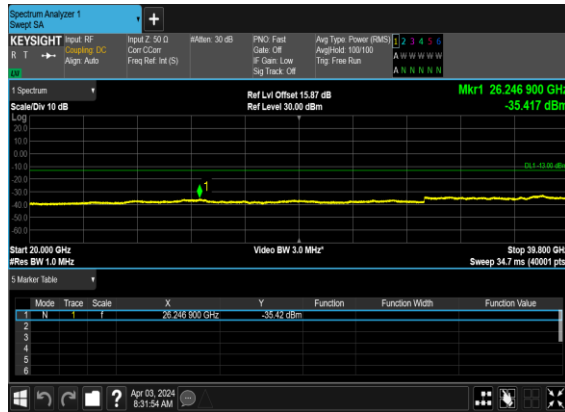 Spectrum Analyzer 1
Swept SA
+
KEYSIGHT Input: RF Input Z: 50 Ω #Atten: 30 dB PNO: Fast Avg Type: Power (RMS) 1 2 3 4 5 6
R T Coupling: DC Corr CCorr Gate: Off Avg|Hold: 100/100 A W W W W W
Align: Auto Freq Ref: Int (S) IF Gain: Low Trig: Free Run
Sig Track: Off A N N N N N
LXI
1 Spectrum Ref Lvl Offset 15.87 dB Mkr1 26.246 900 GHz
Scale/Div 10 dB Ref Level 30.00 dBm -35.417 dBm
Log
20.0
10.0
0.00
-10.0 DL1 -13.00 dBm
-20.0
-30.0 1
-40.0
-50.0
-60.0
Start 20.000 GHz Video BW 3.0 MHz* Stop 39.800 GHz
#Res BW 1.0 MHz Sweep 34.7 ms (40001 pts)
5 Marker Table
Mode Trace Scale X Y Function Function Width Function Value
1 N 1 f 26.246 900 GHz -35.42 dBm
2
3
4
5
6
? Apr 03, 2024
8:31:54 AM